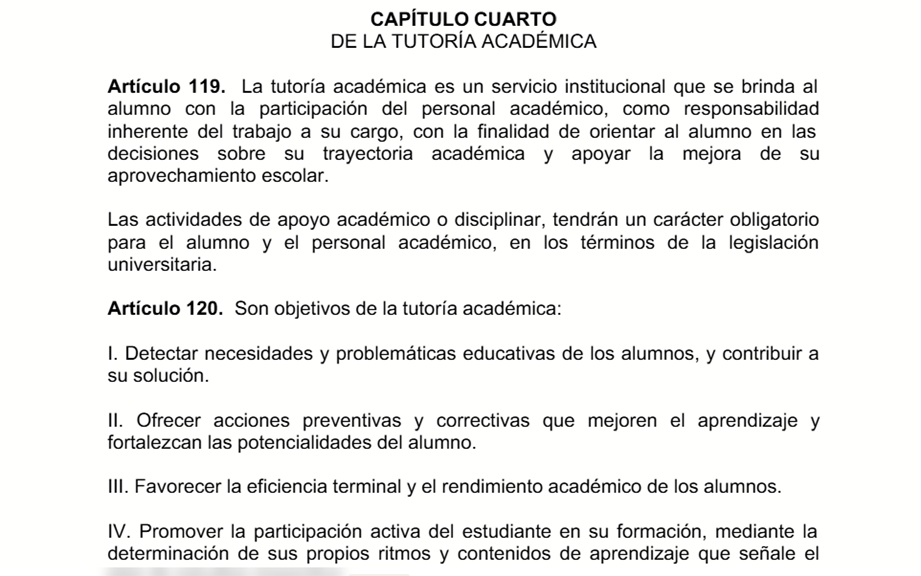 CAPÍTULO CUARTO
DE LA TUTORÍA ACADÉMICA
Artículo 119. La tutoría académica es un servicio institucional que se brinda al
alumno con la participación del personal académico, como responsabilidad
inherente del trabajo a su cargo, con la finalidad de orientar al alumno en las
decisiones sobre su trayectoria académica y apoyar la mejora de su
aprovechamiento escolar.
Las actividades de apoyo académico o disciplinar, tendrán un carácter obligatorio
para el alumno y el personal académico, en los términos de la legislación
universitaria.
Artículo 120. Son objetivos de la tutoría académica:
I. Detectar necesidades y problemáticas educativas de los alumnos, y contribuir a
su solución.
II. Ofrecer acciones preventivas y correctivas que mejoren el aprendizaje y
fortalezcan las potencialidades del alumno.
III. Favorecer la eficiencia terminal y el rendimiento académico de los alumnos.
IV. Promover la participación activa del estudiante en su formación, mediante la
determinación de sus propios ritmos y contenidos de aprendizaje que señale el